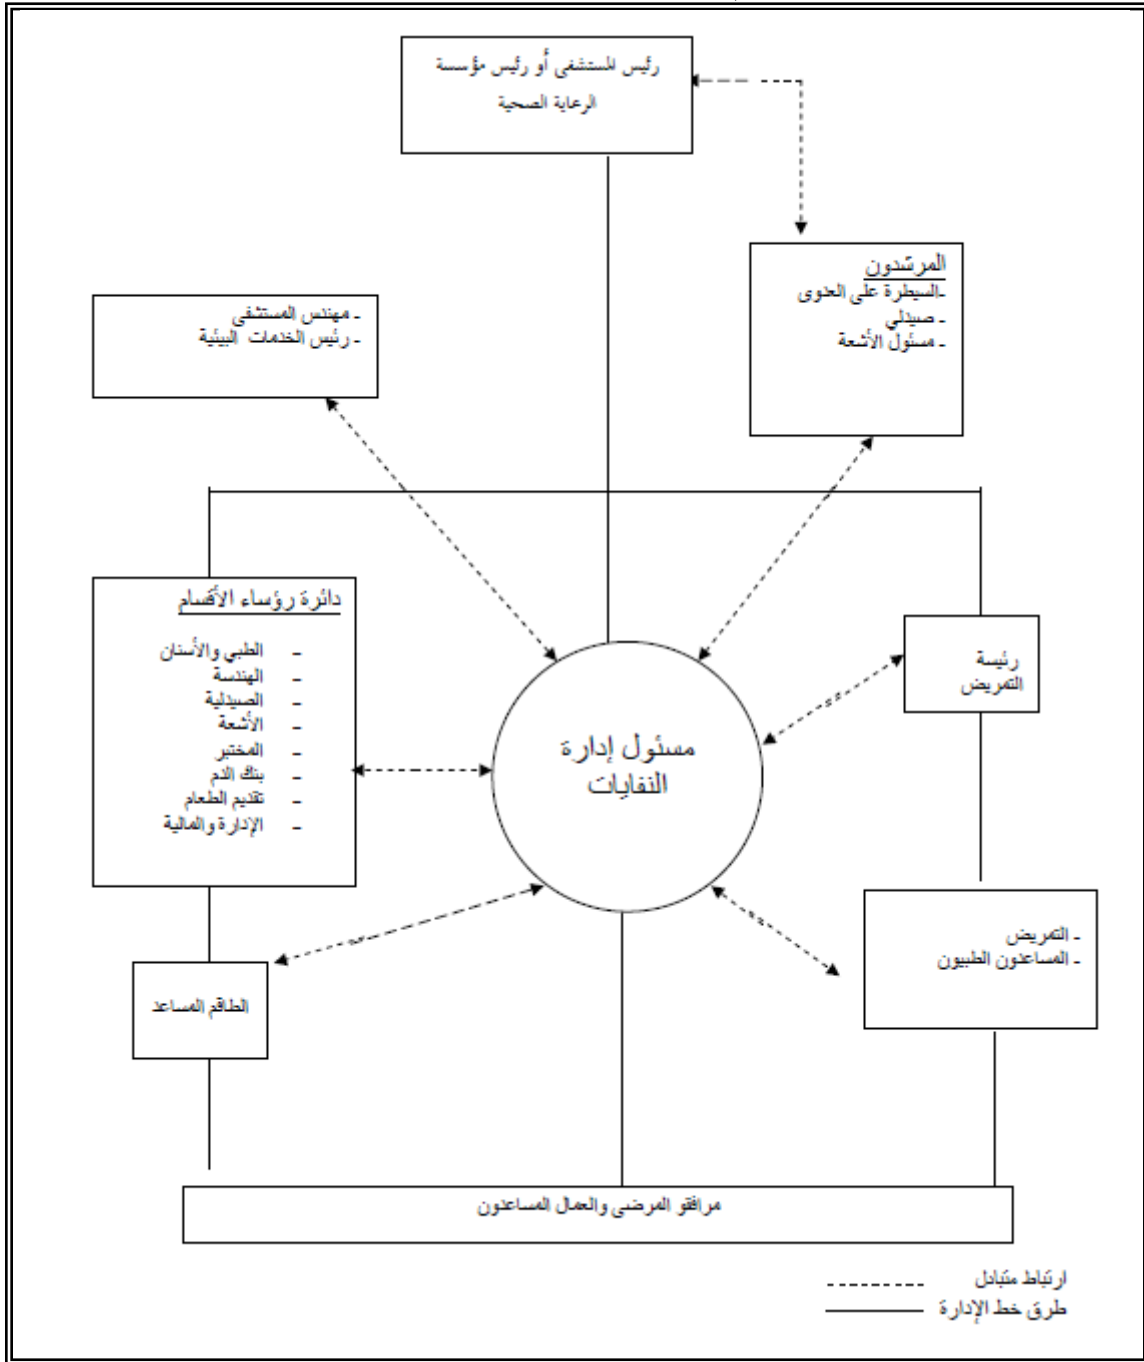 رئيس المستشفى أو رئيس مؤسسة
الرعاية الصحية
المرشدون
-السيطرة على العدوى
- صيدلي
- مسئول الأشعة
- مهندس المستشفى
- رئيس الخدمات البيئية
دائرة رؤساء الأقسام
- الطبي والأسنان
- الهندسة
- الصيدلية
- الأشعة
- المختبر
- بنك الدم
- تقديم الطعام
- الإدارة والمالية
رئيسة
التمريض
مسئول إدارة
النفايات
- التمريض
- المساعدون الطبيون
الطاقم المساعد
مرافقو المرضى والعمال المساعدون
ارتباط متبادل
طرق خط الإدارة